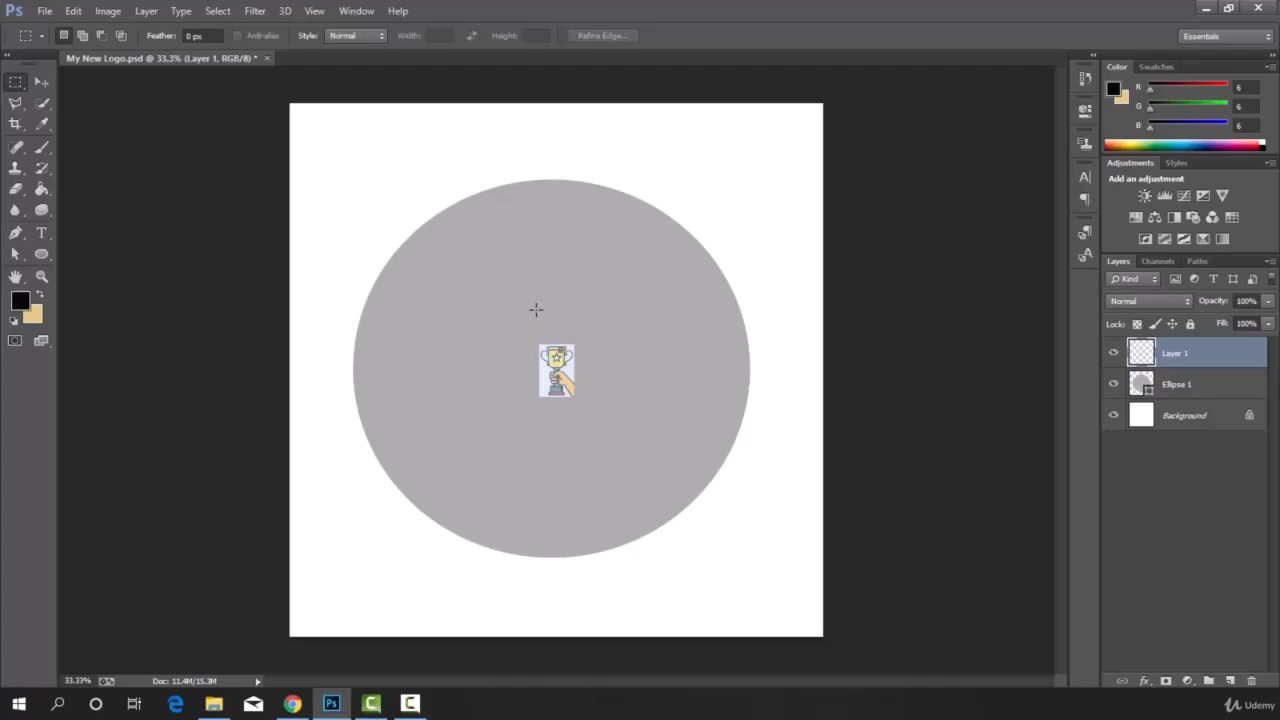 Ps File Edit Image Layer Type Select Filter 3D View Window Help
Feather: 0 px Anti-alias Style: Normal Width: Height: Refine Edge... Essentials
My New Logo.psd @ 33.3% (Layer 1, RGB/8) * ×
Color Swatches
R 6
G 6
B 6
Adjustments Styles
Add an adjustment
Layers Channels Paths
Kind
Normal Opacity: 100%
Lock: Fill: 100%
Layer 1
Ellipse 1
Background
33.33% Doc: 11.4M/15.3M
Ps
Udemy